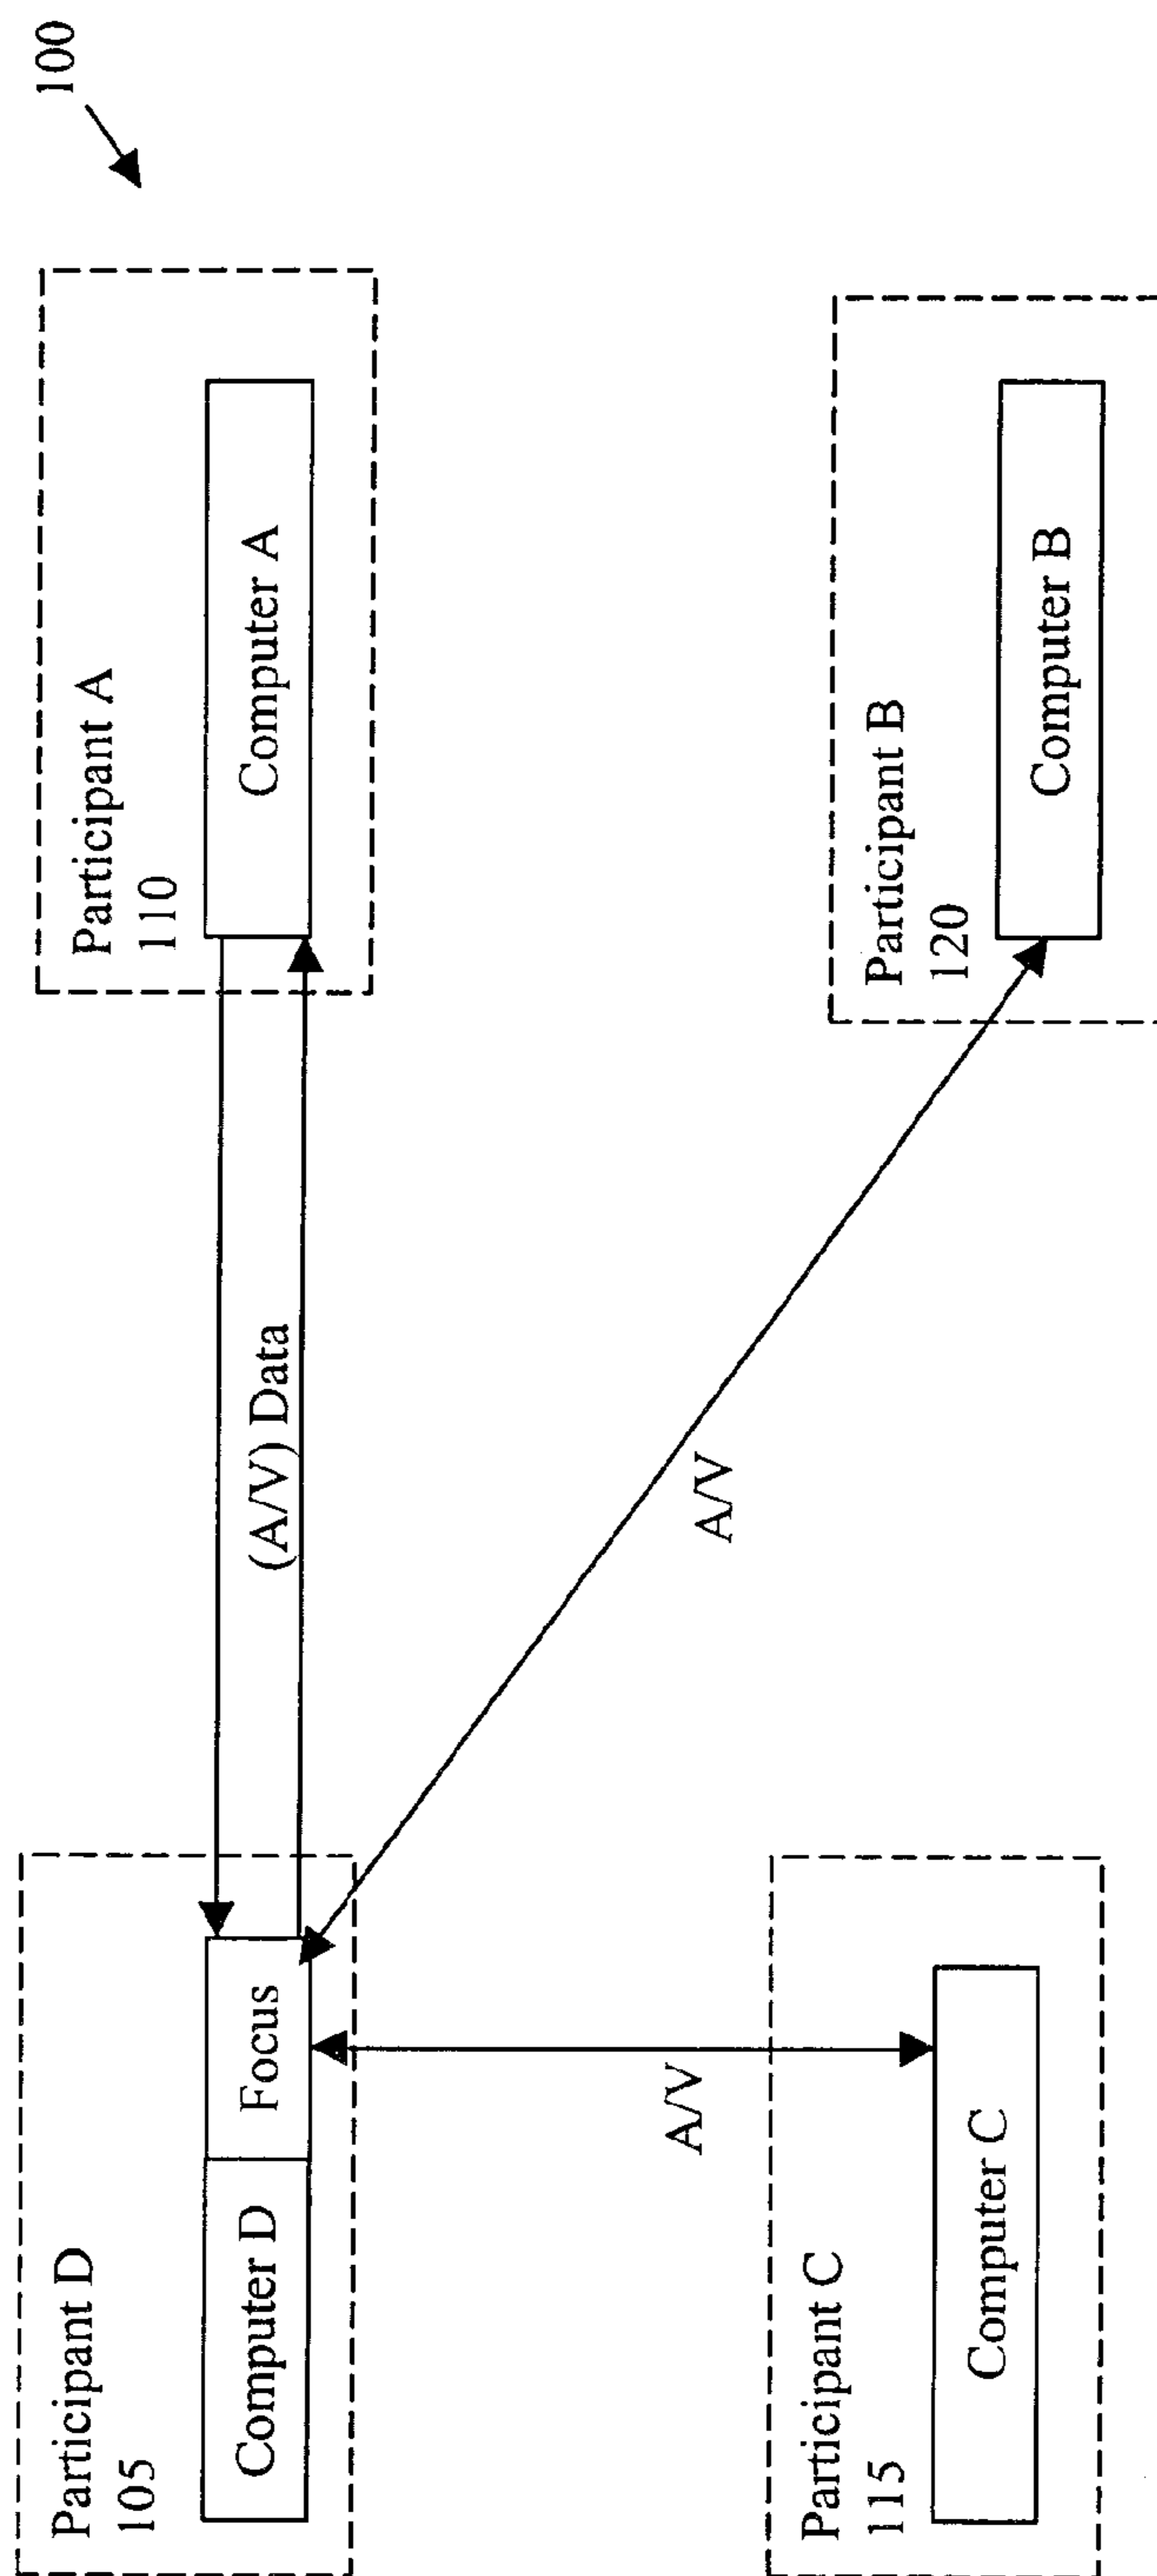 100
Participant D
105
Computer D
Focus
(A/V) Data
Participant A
110
Computer A
A/V
A/V
Participant C
115
Computer C
Participant B
120
Computer B